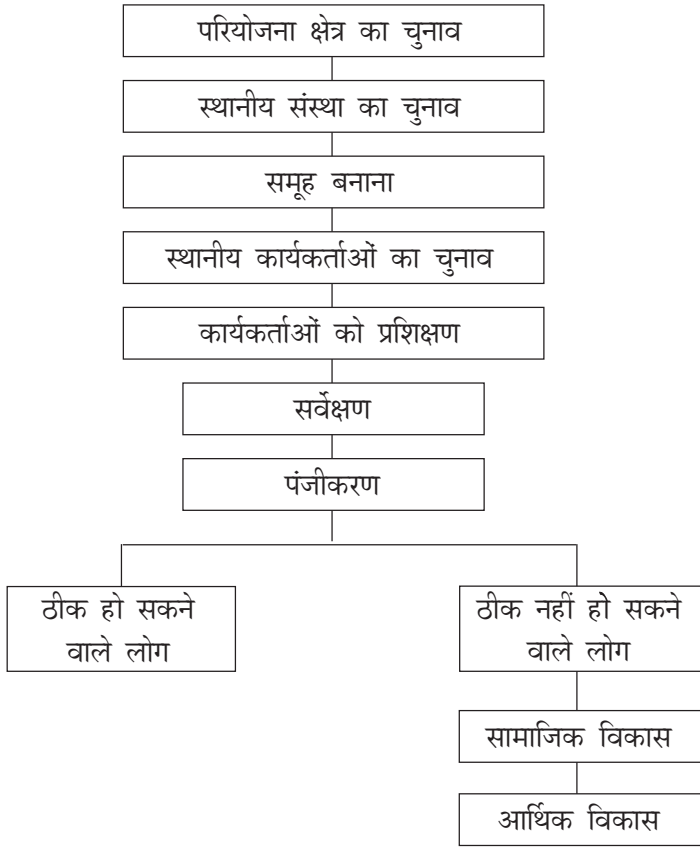 परियोजना क्षेत्र का चुनाव
स्थानीय संस्था का चुनाव
समूह बनाना
स्थानीय कार्यकर्ताओं का चुनाव
कार्यकर्ताओं को प्रशिक्षण
सर्वेक्षण
पंजीकरण
ठीक हो सकने
वाले लोग
ठीक नहीं हो सकने
वाले लोग
सामाजिक विकास
आर्थिक विकास